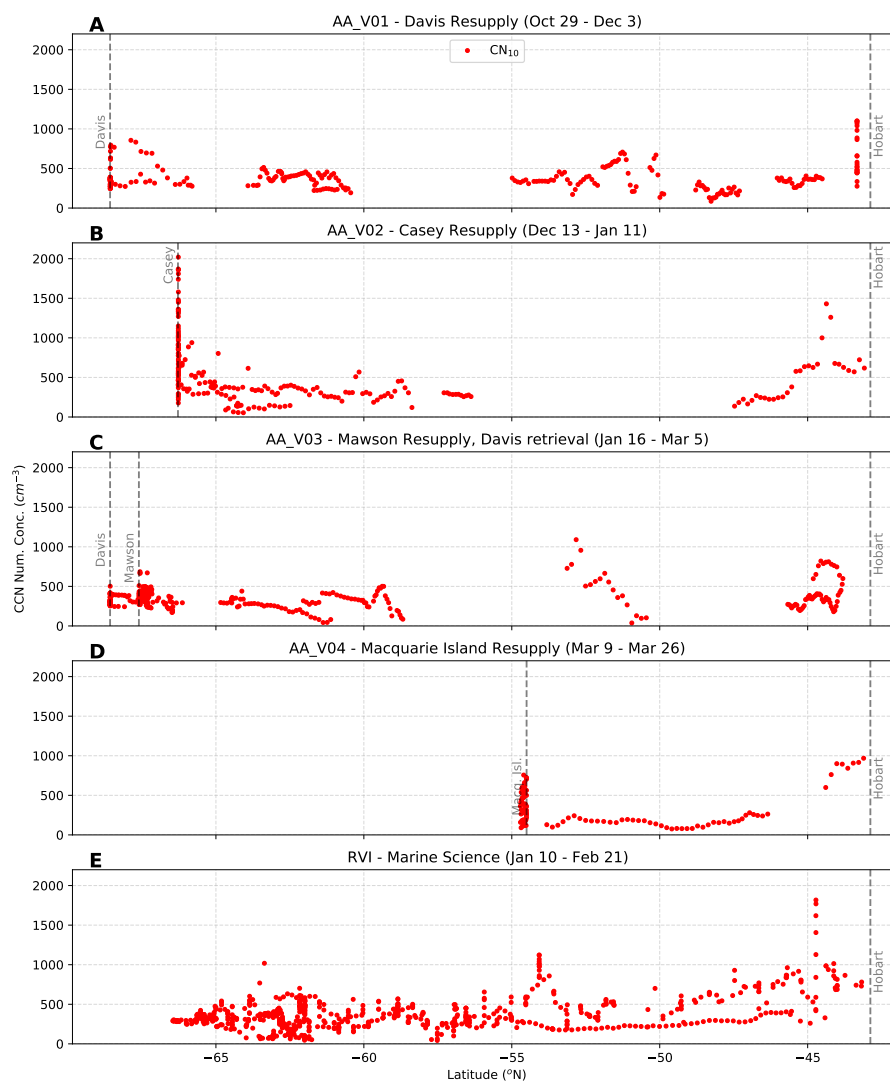 A
AA_V01 - Davis Resupply (Oct 29 - Dec 3)
CN₁₀
2000
1500
1000
500
0
Davis
Hobart
B
AA_V02 - Casey Resupply (Dec 13 - Jan 11)
2000
1500
1000
500
0
Casey
Hobart
C
AA_V03 - Mawson Resupply, Davis retrieval (Jan 16 - Mar 5)
CCN Num. Conc. (cm⁻³)
2000
1500
1000
500
0
Davis
Mawson
Hobart
D
AA_V04 - Macquarie Island Resupply (Mar 9 - Mar 26)
2000
1500
1000
500
0
Macq. Isl.
Hobart
E
RVI - Marine Science (Jan 10 - Feb 21)
2000
1500
1000
500
0
Hobart
−65 −60 −55 −50 −45
Latitude (°N)